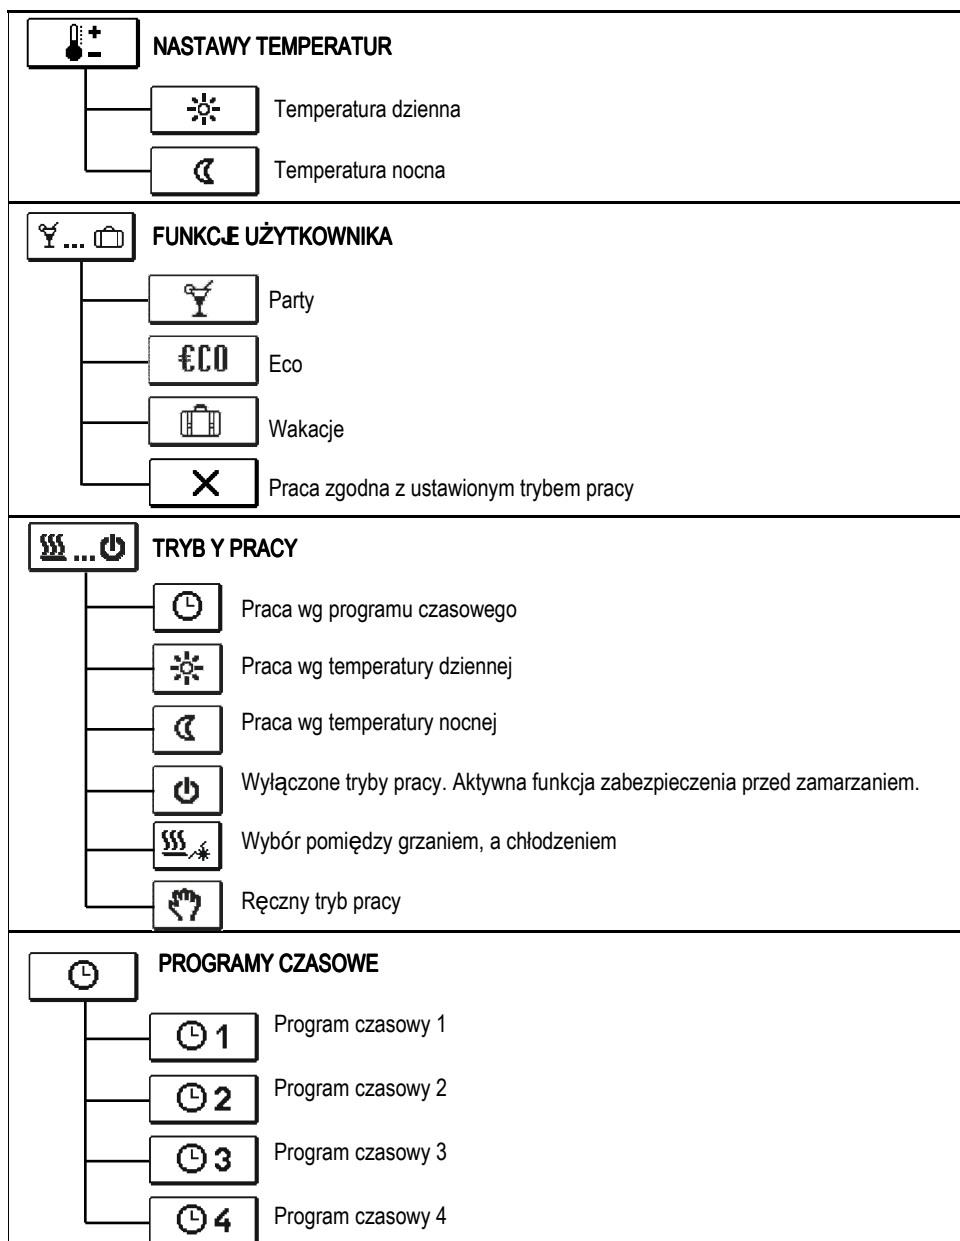 NASTAWY TEMPERATUR
Temperatura dzienna
Temperatura nocna
... FUNKCJE UŻYTKOWNIKA
Party
€CO Eco
Wakacje
Praca zgodna z ustawionym trybem pracy
... TRYB Y PRACY
Praca wg programu czasowego
Praca wg temperatury dziennej
Praca wg temperatury nocnej
Wyłączone tryby pracy. Aktywna funkcja zabezpieczenia przed zamarzaniem.
Wybór pomiędzy grzaniem, a chłodzeniem
Ręczny tryb pracy
PROGRAMY CZASOWE
1 Program czasowy 1
2 Program czasowy 2
3 Program czasowy 3
4 Program czasowy 4